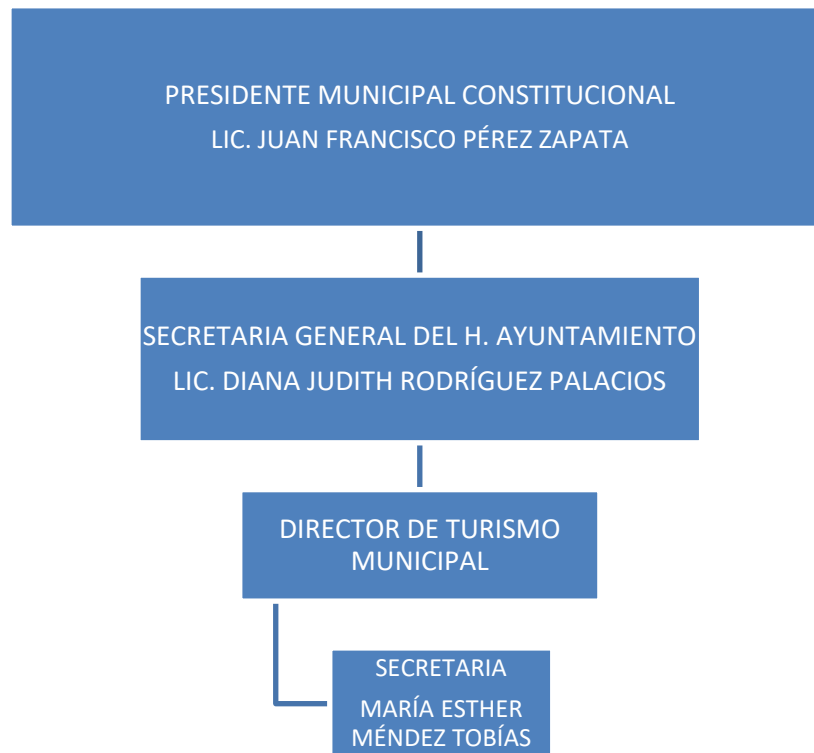 PRESIDENTE MUNICIPAL CONSTITUCIONAL
LIC. JUAN FRANCISCO PÉREZ ZAPATA
SECRETARIA GENERAL DEL H. AYUNTAMIENTO
LIC. DIANA JUDITH RODRÍGUEZ PALACIOS
DIRECTOR DE TURISMO
MUNICIPAL
SECRETARIA
MARÍA ESTHER
MÉNDEZ TOBÍAS